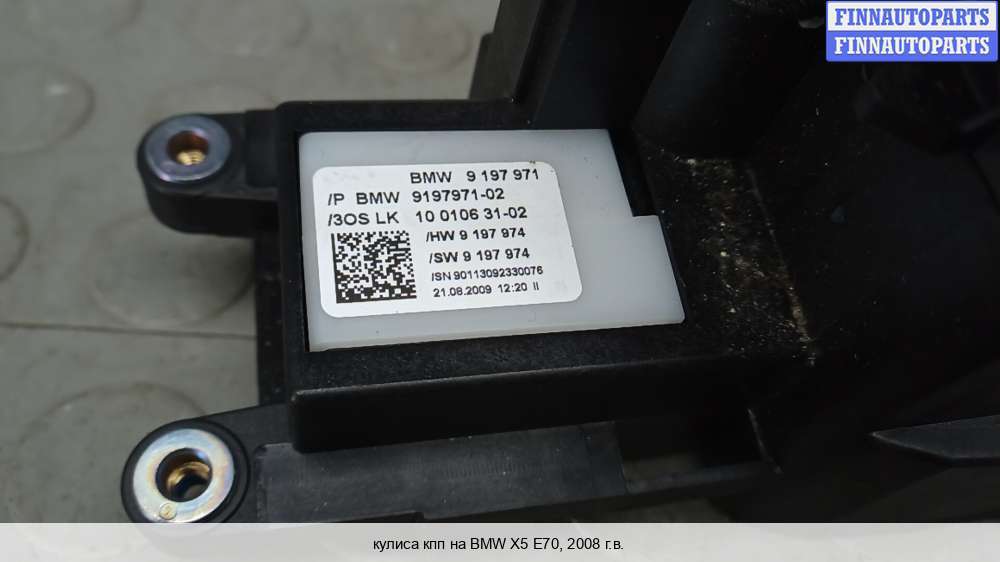 FINNAUTOPARTS
FINNAUTOPARTS
BMW 9 197 971
/P BMW 9197971-02
/3OS LK 10 0106 31-02
/HW 9 197 974
/SW 9 197 974
/SN 90113092330076
21.08.2009 12:20 II
кулиса кпп на BMW X5 E70, 2008 г.в.